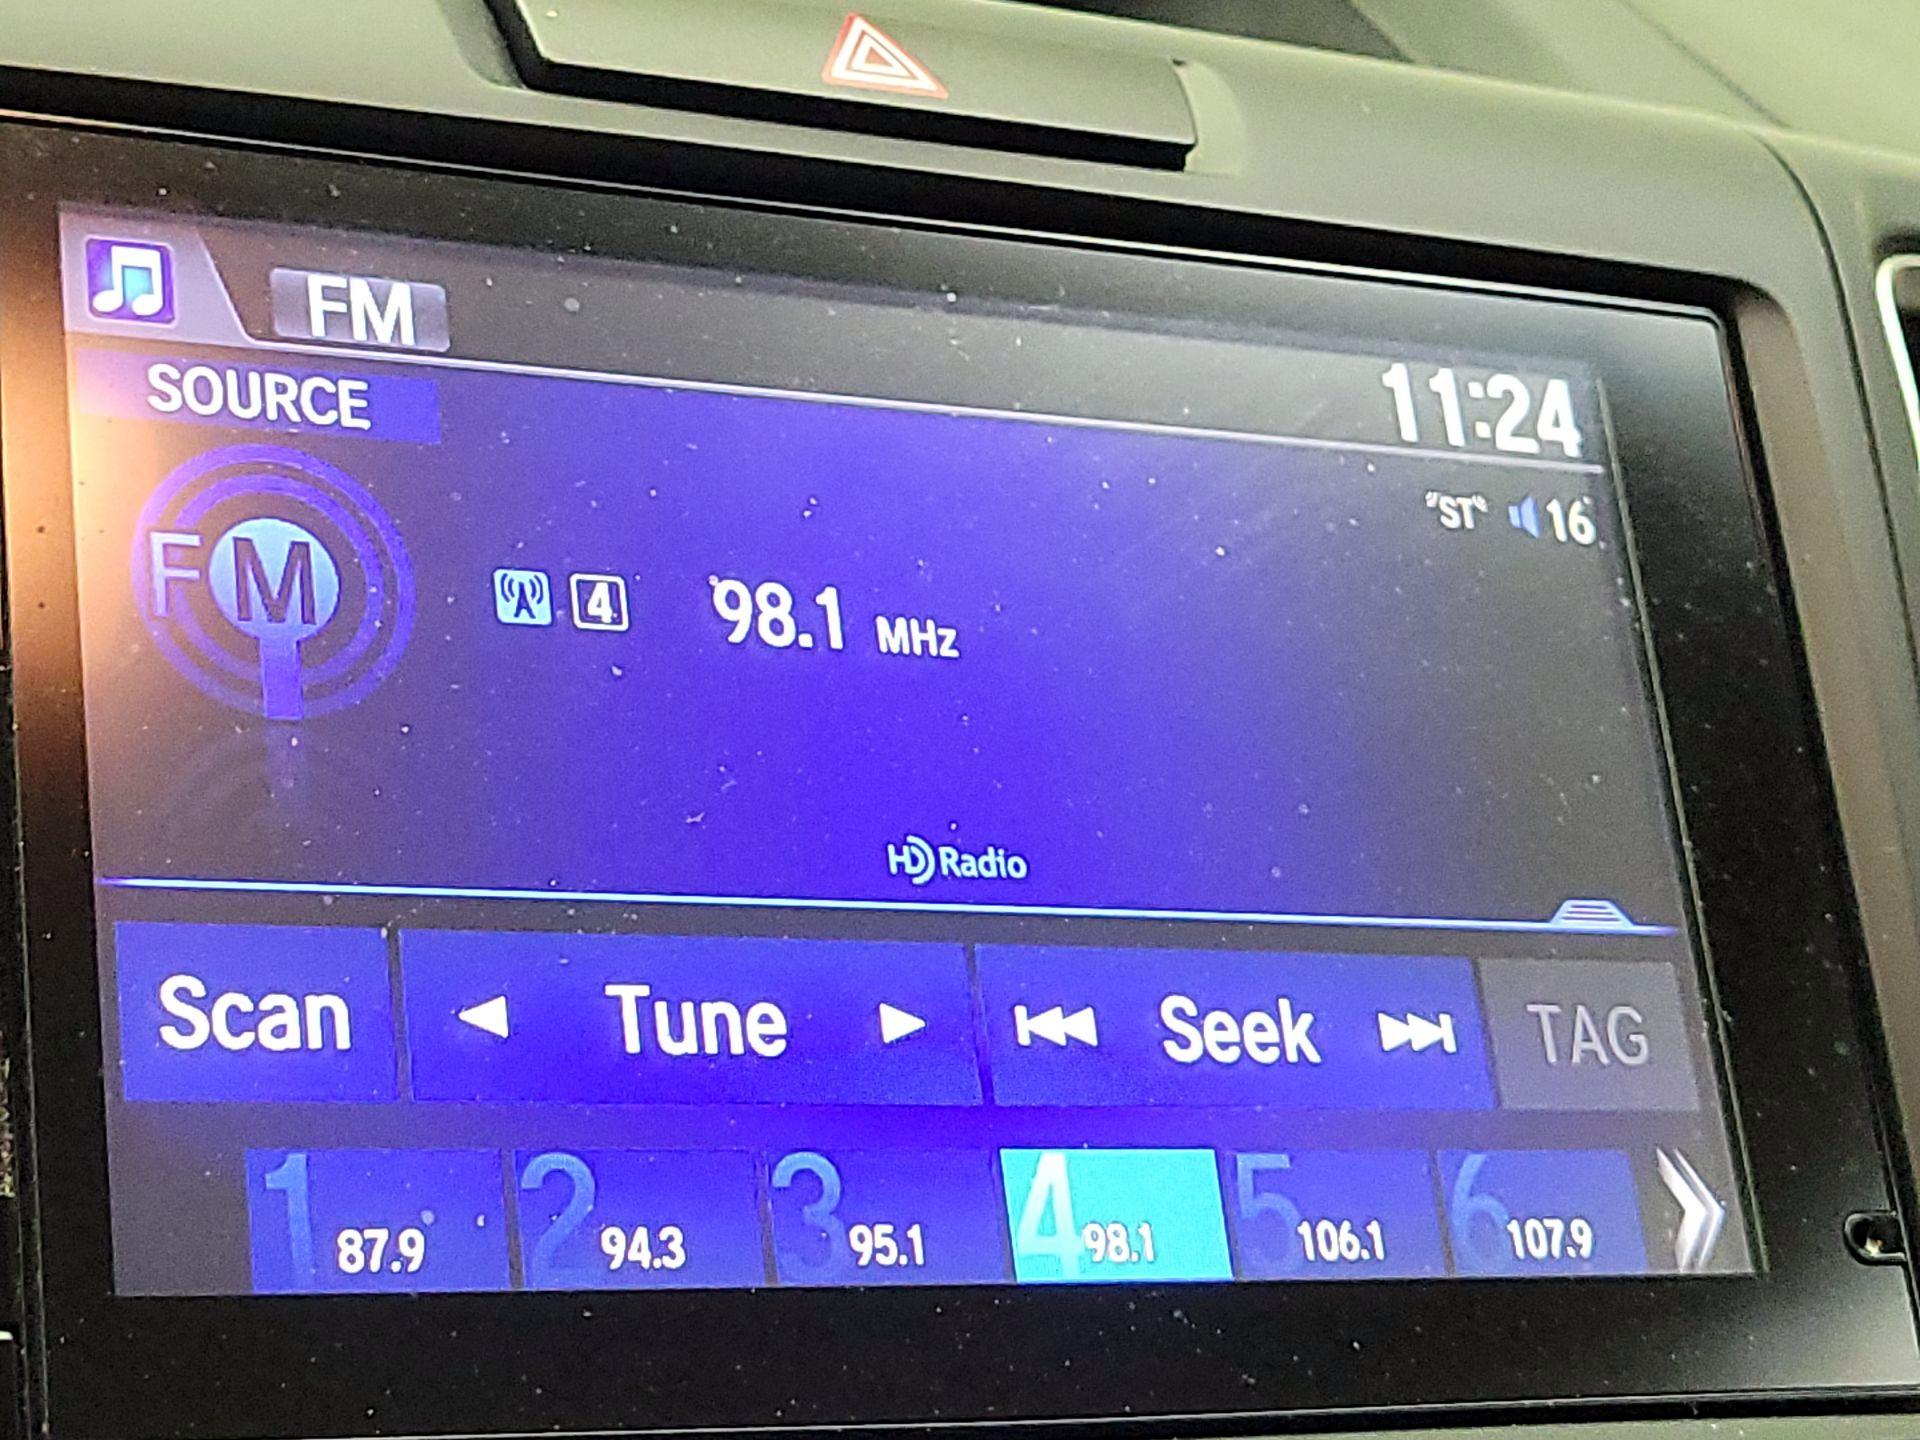 FM
11:24
SOURCE
"ST" 16
FM
4 98.1 MHz
HD Radio
Scan Tune Seek TAG
1 87.9 2 94.3 3 95.1 4 98.1 5 106.1 6 107.9